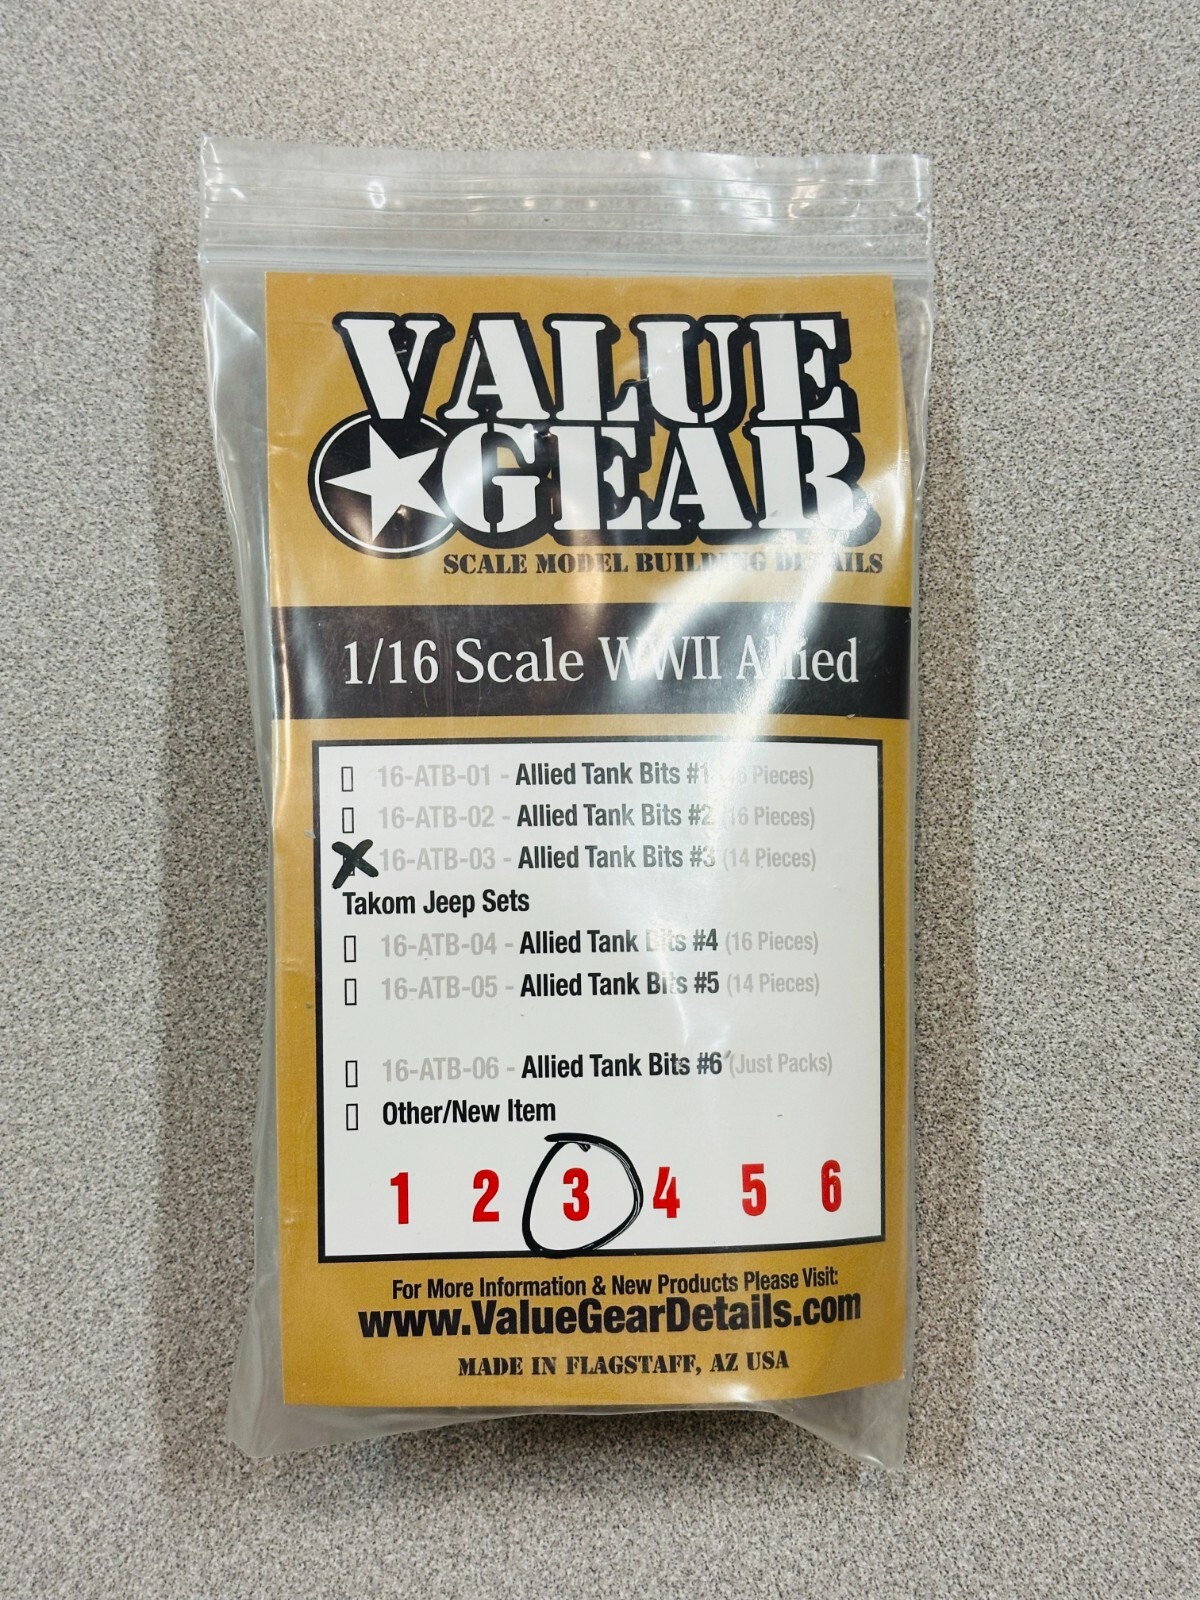 VALUE
GEAR
SCALE MODEL BUILDING DETAILS
1/16 Scale WWII Allied
16-ATB-01 - Allied Tank Bits #1 Pieces)
16-ATB-02 - Allied Tank Bits #2 (16 Pieces)
16-ATB-03 - Allied Tank Bits #3 (14 Pieces)
Takom Jeep Sets
16-ATB-04 - Allied Tank Bits #4 (16 Pieces)
16-ATB-05 - Allied Tank Bits #5 (14 Pieces)
16-ATB-06 - Allied Tank Bits #6 (Just Packs)
Other/New Item
1 2 3 4 5 6
For More Information & New Products Please Visit:
www.ValueGearDetails.com
MADE IN FLAGSTAFF, AZ USA